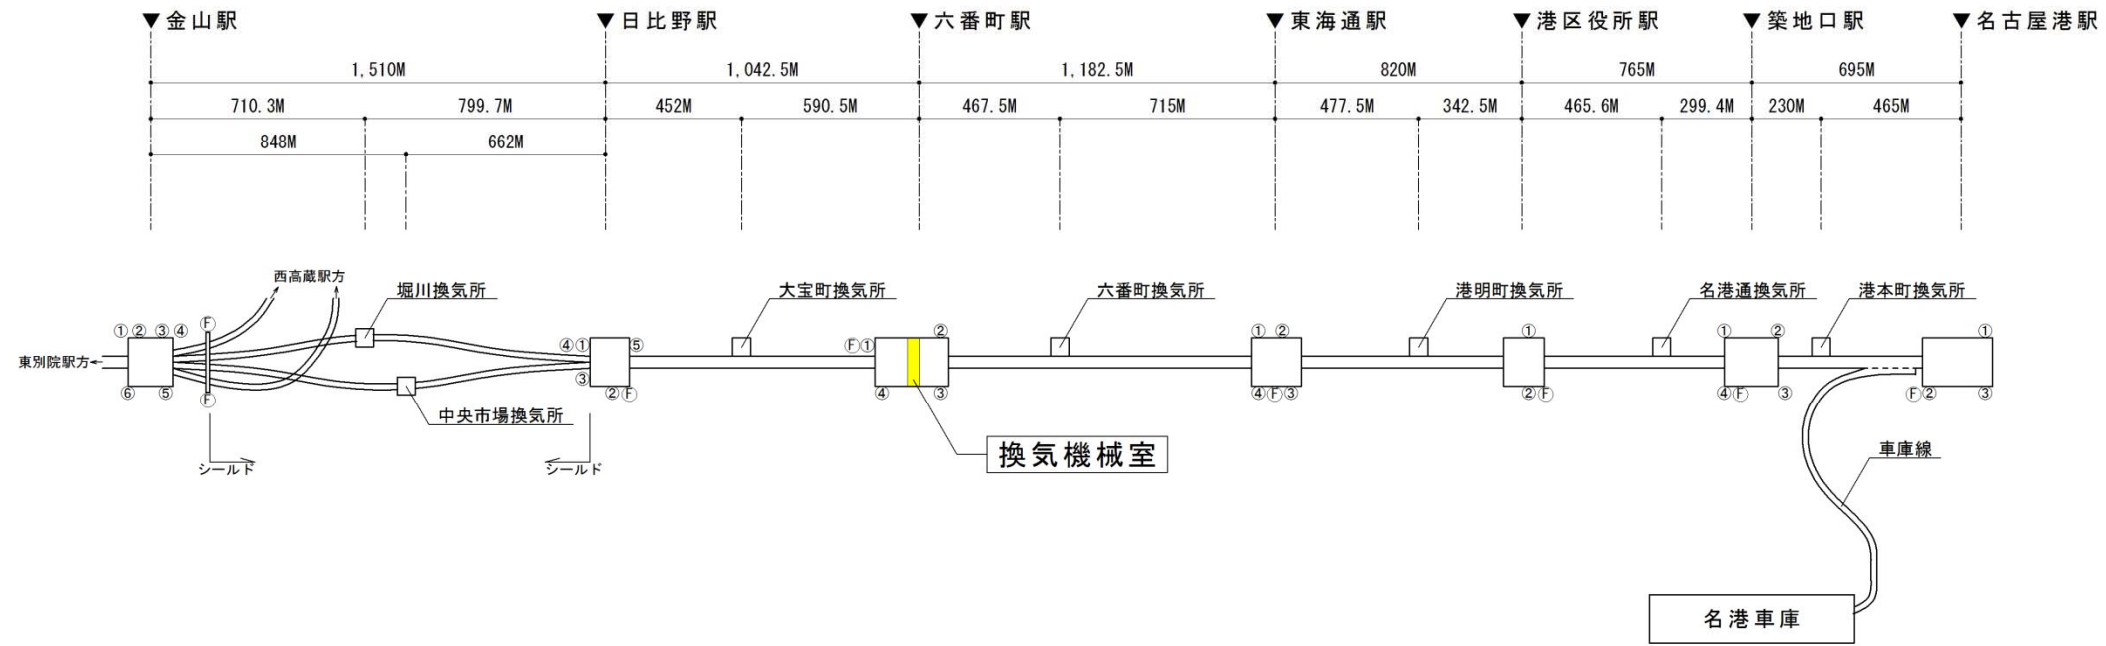 ▼金山駅 ▼日比野駅 ▼六番町駅 ▼東海通駅 ▼港区役所駅 ▼築地口駅 ▼名古屋港駅
1,510M 1,042.5M 1,182.5M 820M 765M 695M
710.3M 799.7M 452M 590.5M 467.5M 715M 477.5M 342.5M 465.6M 299.4M 230M 465M
848M 662M
西高蔵駅方
堀川換気所 大宝町換気所 六番町換気所 港明町換気所 名港通換気所 港本町換気所
①② ③④ Ⓕ ② ①② ① ① ② ①
④① ⑤ Ⓕ①
東別院駅方
⑥ ⑤ Ⓕ ③ ②Ⓕ ④ ③ ④Ⓕ③ ②Ⓕ ④Ⓕ ③ Ⓕ② ③
中央市場換気所
換気機械室
シールド シールド
車庫線
名港車庫